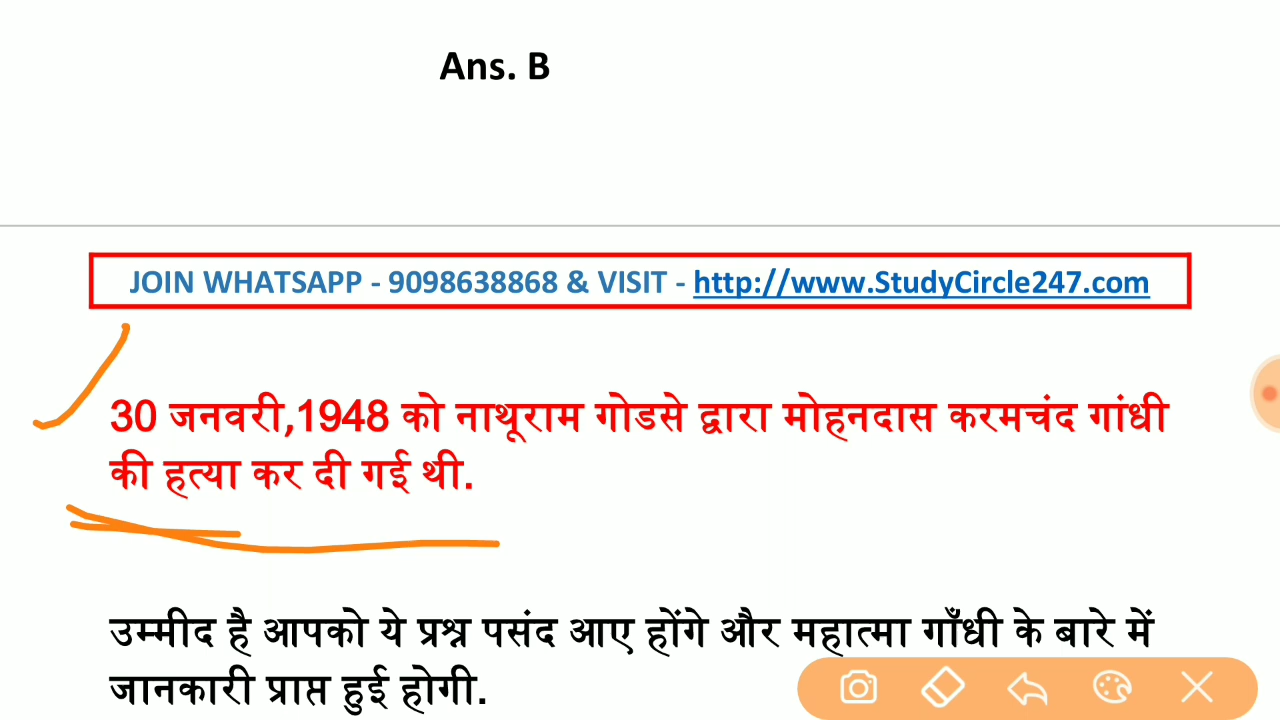 Ans. B
JOIN WHATSAPP - 9098638868 & VISIT - http://www.StudyCircle247.com
30 जनवरी,1948 को नाथूराम गोडसे द्वारा मोहनदास करमचंद गांधी
की हत्या कर दी गई थी.
उम्मीद है आपको ये प्रश्न पसंद आए होंगे और महात्मा गाँधी के बारे में
जानकारी प्राप्त हुई होगी.